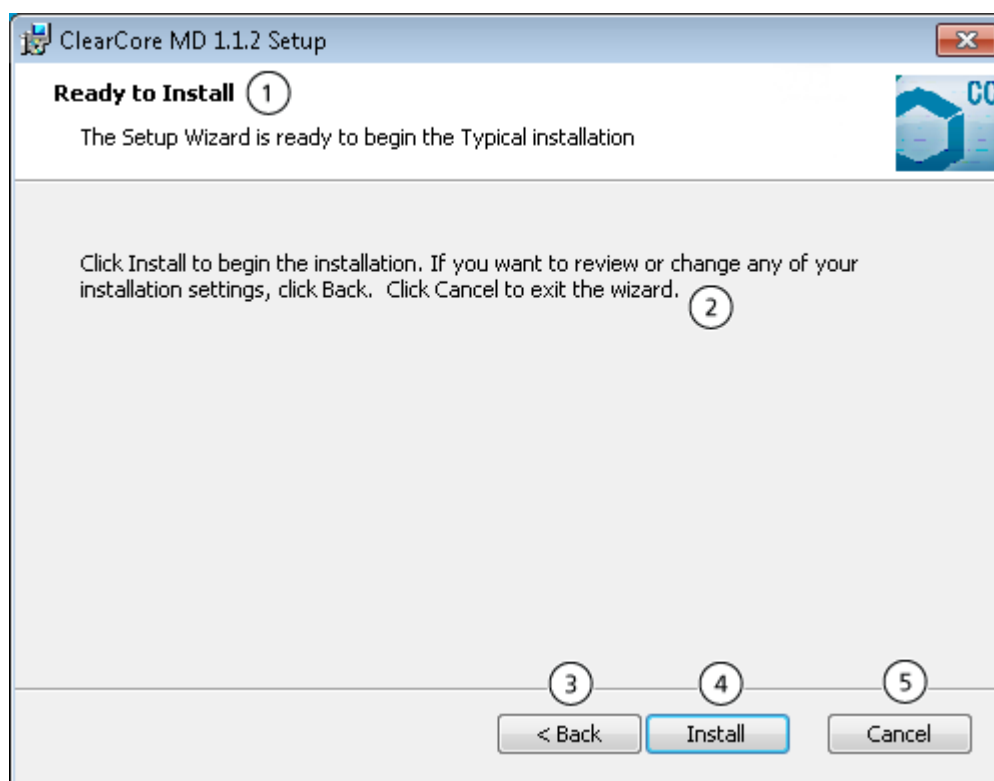 ClearCore MD 1.1.2 Setup
Ready to Install 1
The Setup Wizard is ready to begin the Typical installation
CO
Click Install to begin the installation. If you want to review or change any of your
installation settings, click Back.  Click Cancel to exit the wizard.
2
3 4 5
< Back Install Cancel